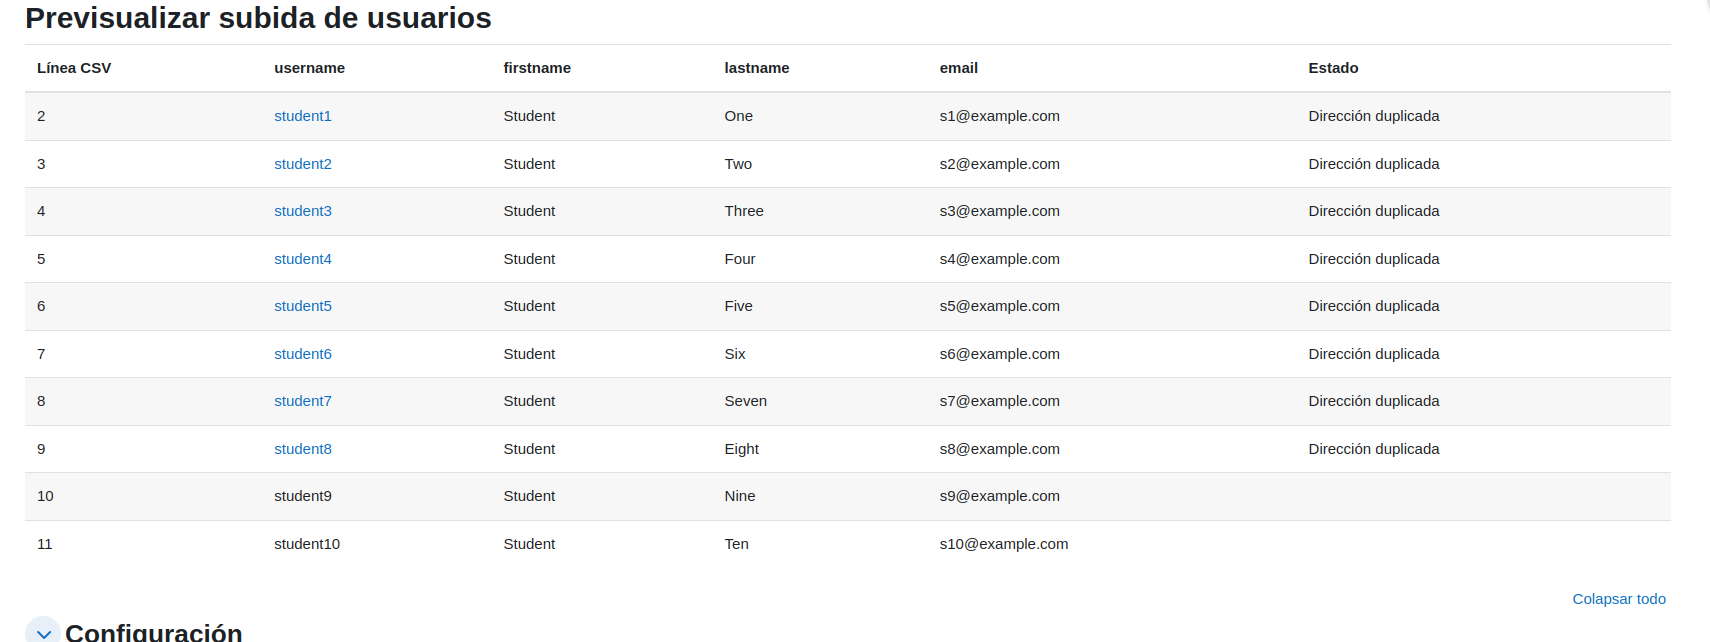 Previsualizar subida de usuarios
Línea CSV username firstname lastname email Estado
2 student1 Student One s1@example.com Dirección duplicada
3 student2 Student Two s2@example.com Dirección duplicada
4 student3 Student Three s3@example.com Dirección duplicada
5 student4 Student Four s4@example.com Dirección duplicada
6 student5 Student Five s5@example.com Dirección duplicada
7 student6 Student Six s6@example.com Dirección duplicada
8 student7 Student Seven s7@example.com Dirección duplicada
9 student8 Student Eight s8@example.com Dirección duplicada
10 student9 Student Nine s9@example.com
11 student10 Student Ten s10@example.com
Colapsar todo
Configuración